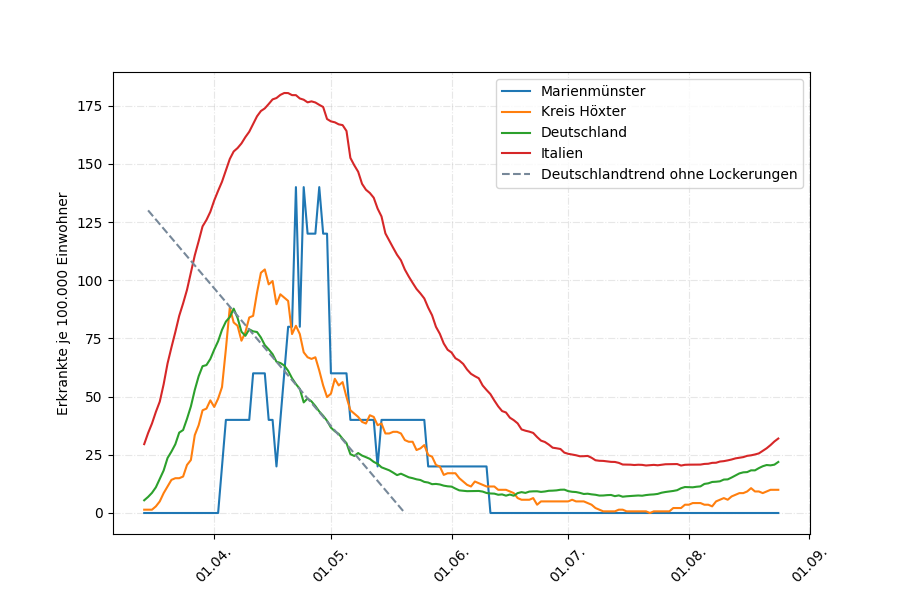 Marienmünster
Kreis Höxter
Deutschland
Italien
Deutschlandtrend ohne Lockerungen
Erkrankte je 100.000 Einwohner
175
150
125
100
75
50
25
0
01.04.
01.05.
01.06.
01.07.
01.08.
01.09.